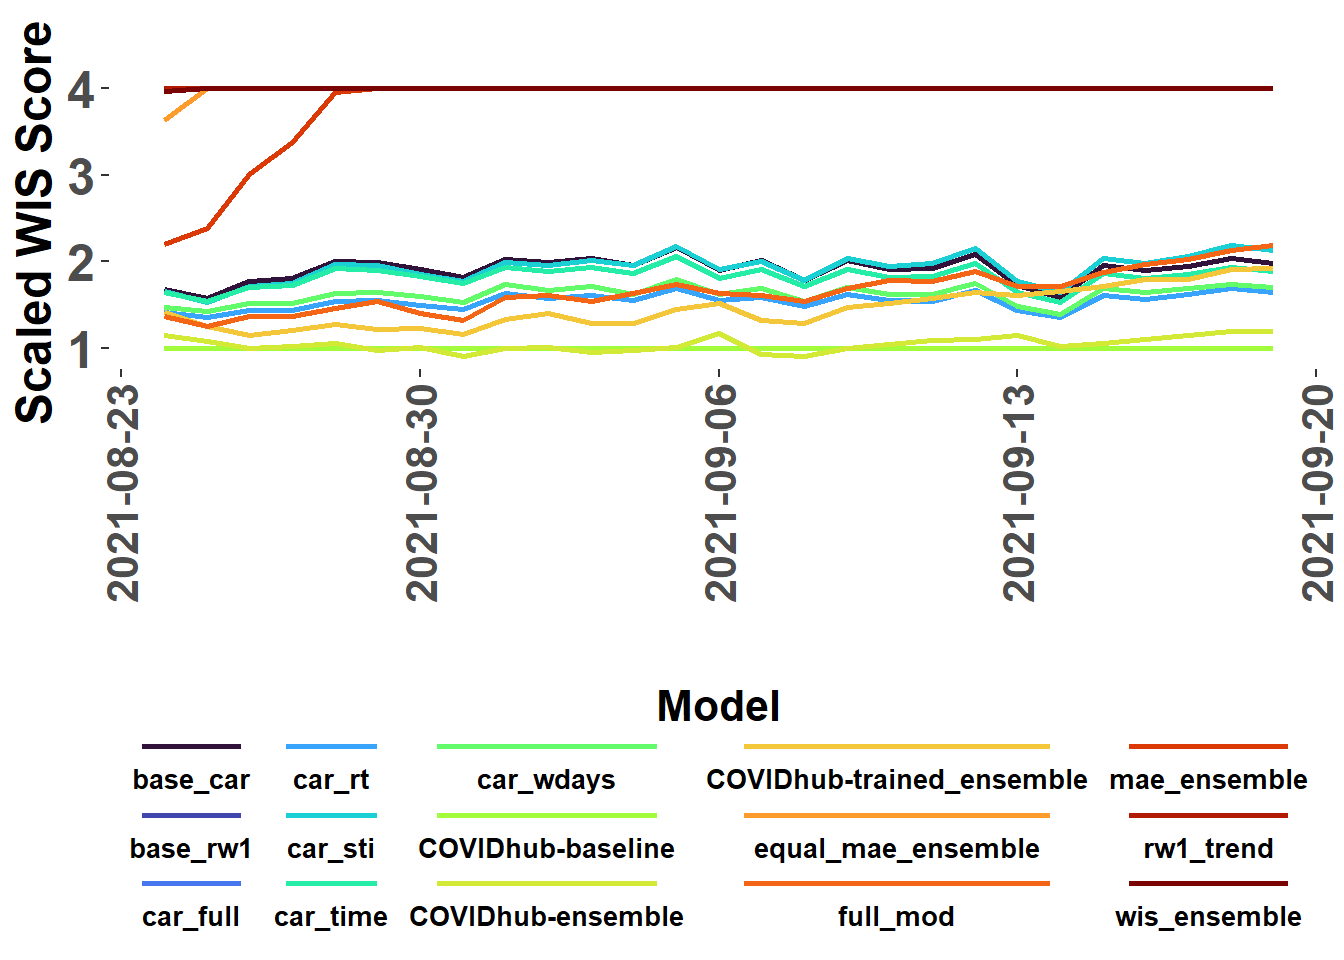 Scaled WIS Score
4
3
2
1
2021-08-23
2021-08-30
2021-09-06
2021-09-13
2021-09-20
Model
base_car car_rt car_wdays COVIDhub-trained_ensemble mae_ensemble
base_rw1 car_sti COVIDhub-baseline equal_mae_ensemble rw1_trend
car_full car_time COVIDhub-ensemble full_mod wis_ensemble